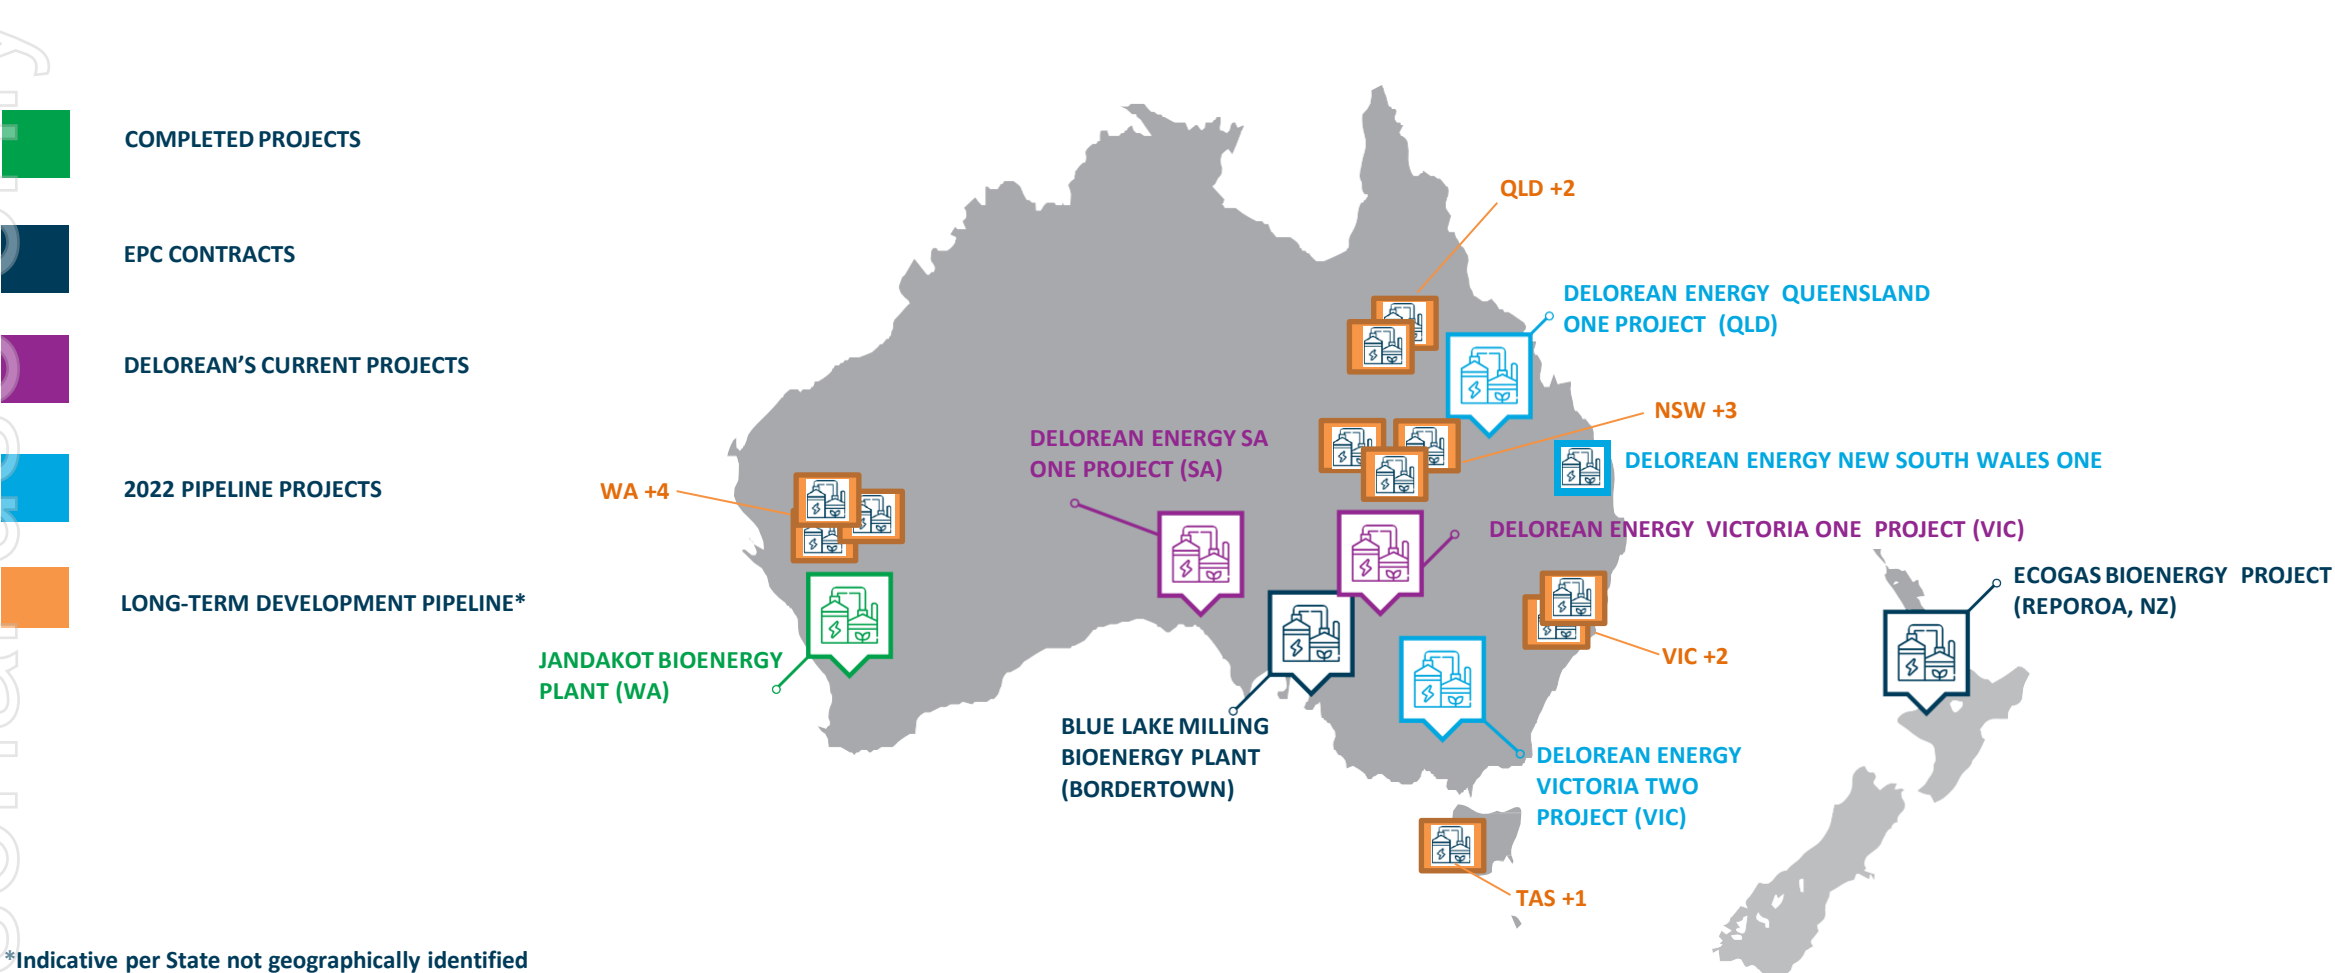 COMPLETED PROJECTS
EPC CONTRACTS
DELOREAN'S CURRENT PROJECTS
2022 PIPELINE PROJECTS
LONG-TERM DEVELOPMENT PIPELINE*
QLD +2
DELOREAN ENERGY QUEENSLAND
ONE PROJECT (QLD)
NSW +3
DELOREAN ENERGY SA
ONE PROJECT (SA)
DELOREAN ENERGY NEW SOUTH WALES ONE
WA +4
DELOREAN ENERGY VICTORIA ONE PROJECT (VIC)
ECOGAS BIOENERGY PROJECT
(REPOROA, NZ)
VIC +2
JANDAKOT BIOENERGY
PLANT (WA)
BLUE LAKE MILLING
BIOENERGY PLANT
(BORDERTOWN)
DELOREAN ENERGY
VICTORIA TWO
PROJECT (VIC)
TAS +1
*Indicative per State not geographically identified